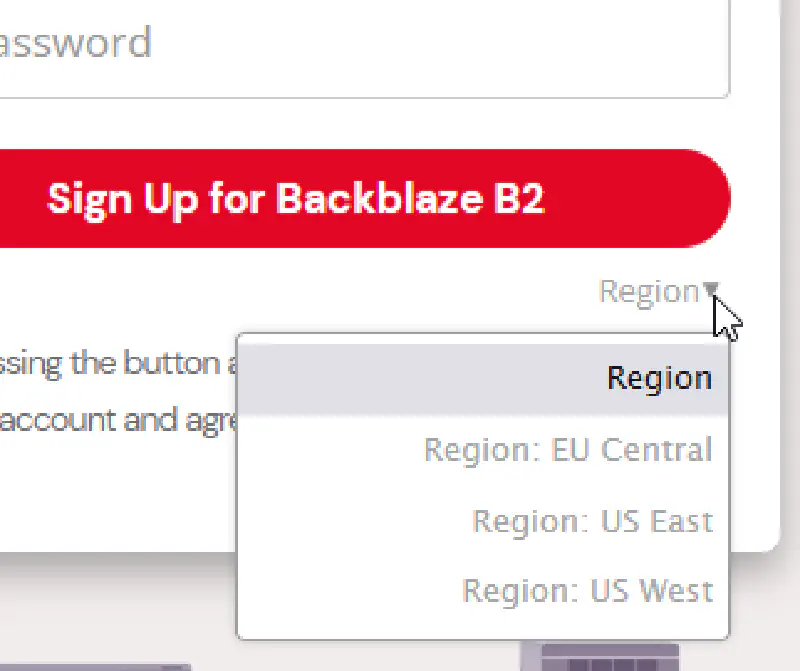 assword
Sign Up for Backblaze B2
Region▼
ssing the button
account and agre
Region
Region: EU Central
Region: US East
Region: US West